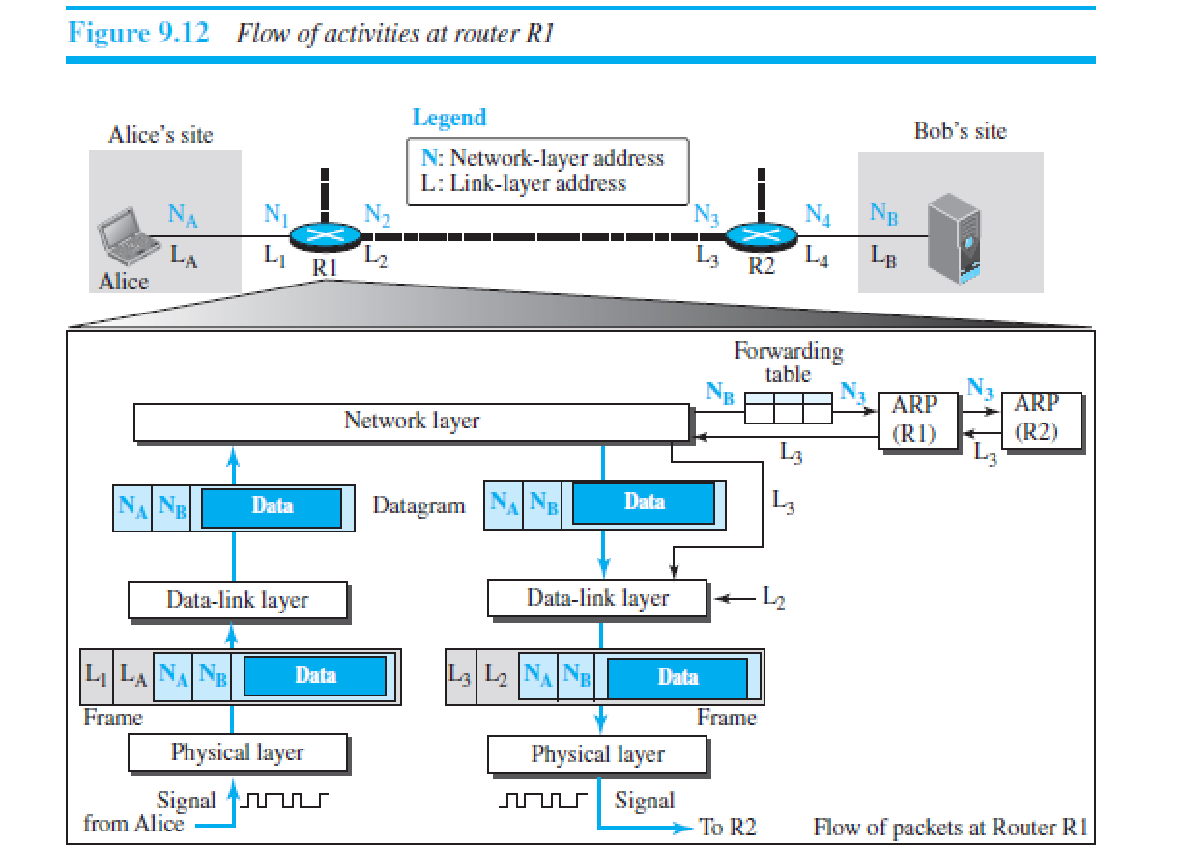 Figure 9.12 Flow of activities at router R1
Legend
N: Network-layer address
L: Link-layer address
Alice's site
Bob's site
NA N1 N2 N3 N4 NB
LA L1 L2 L3 L4 LB
Alice
R1
R2
Forwarding
table
NB N3 N3
ARP
(R1)
ARP
(R2)
L3 L3
Network layer
NA NB Data
Datagram
NA NB Data
L3
Data-link layer
Data-link layer
L2
L1 LA NA NB Data
L3 L2 NA NB Data
Frame
Frame
Physical layer
Physical layer
Signal
from Alice
Signal
To R2
Flow of packets at Router R1